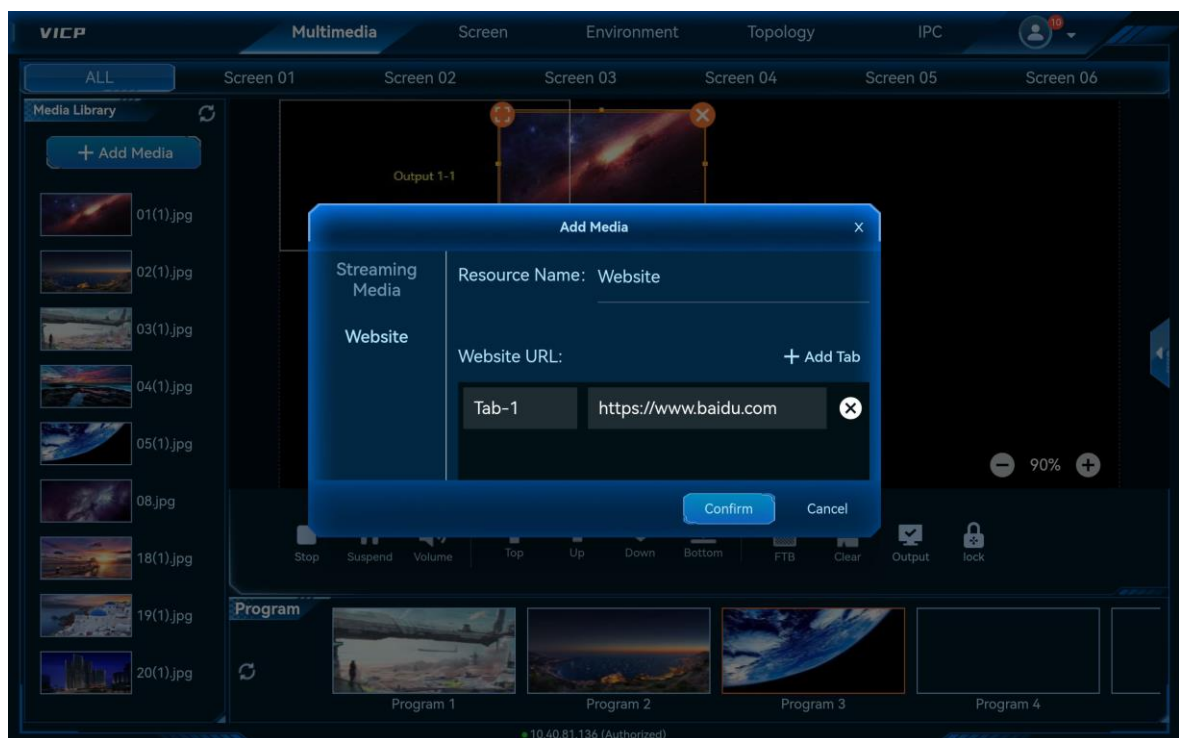 VICP
Multimedia Screen Environment Topology IPC 10
ALL Screen 01 Screen 02 Screen 03 Screen 04 Screen 05 Screen 06
Media Library
+ Add Media
01(1).jpg
02(1).jpg
03(1).jpg
04(1).jpg
05(1).jpg
08.jpg
18(1).jpg
19(1).jpg
20(1).jpg
Output 1-1
Add Media x
Streaming
Media
Website
Resource Name: Website
Website URL: + Add Tab
Tab-1 https://www.baidu.com
Confirm Cancel
90%
Stop Suspend Volume Top Up Down Bottom FTB Clear Output lock
Program
Program 1 Program 2 Program 3 Program 4
10.40.81.136 (Authorized)